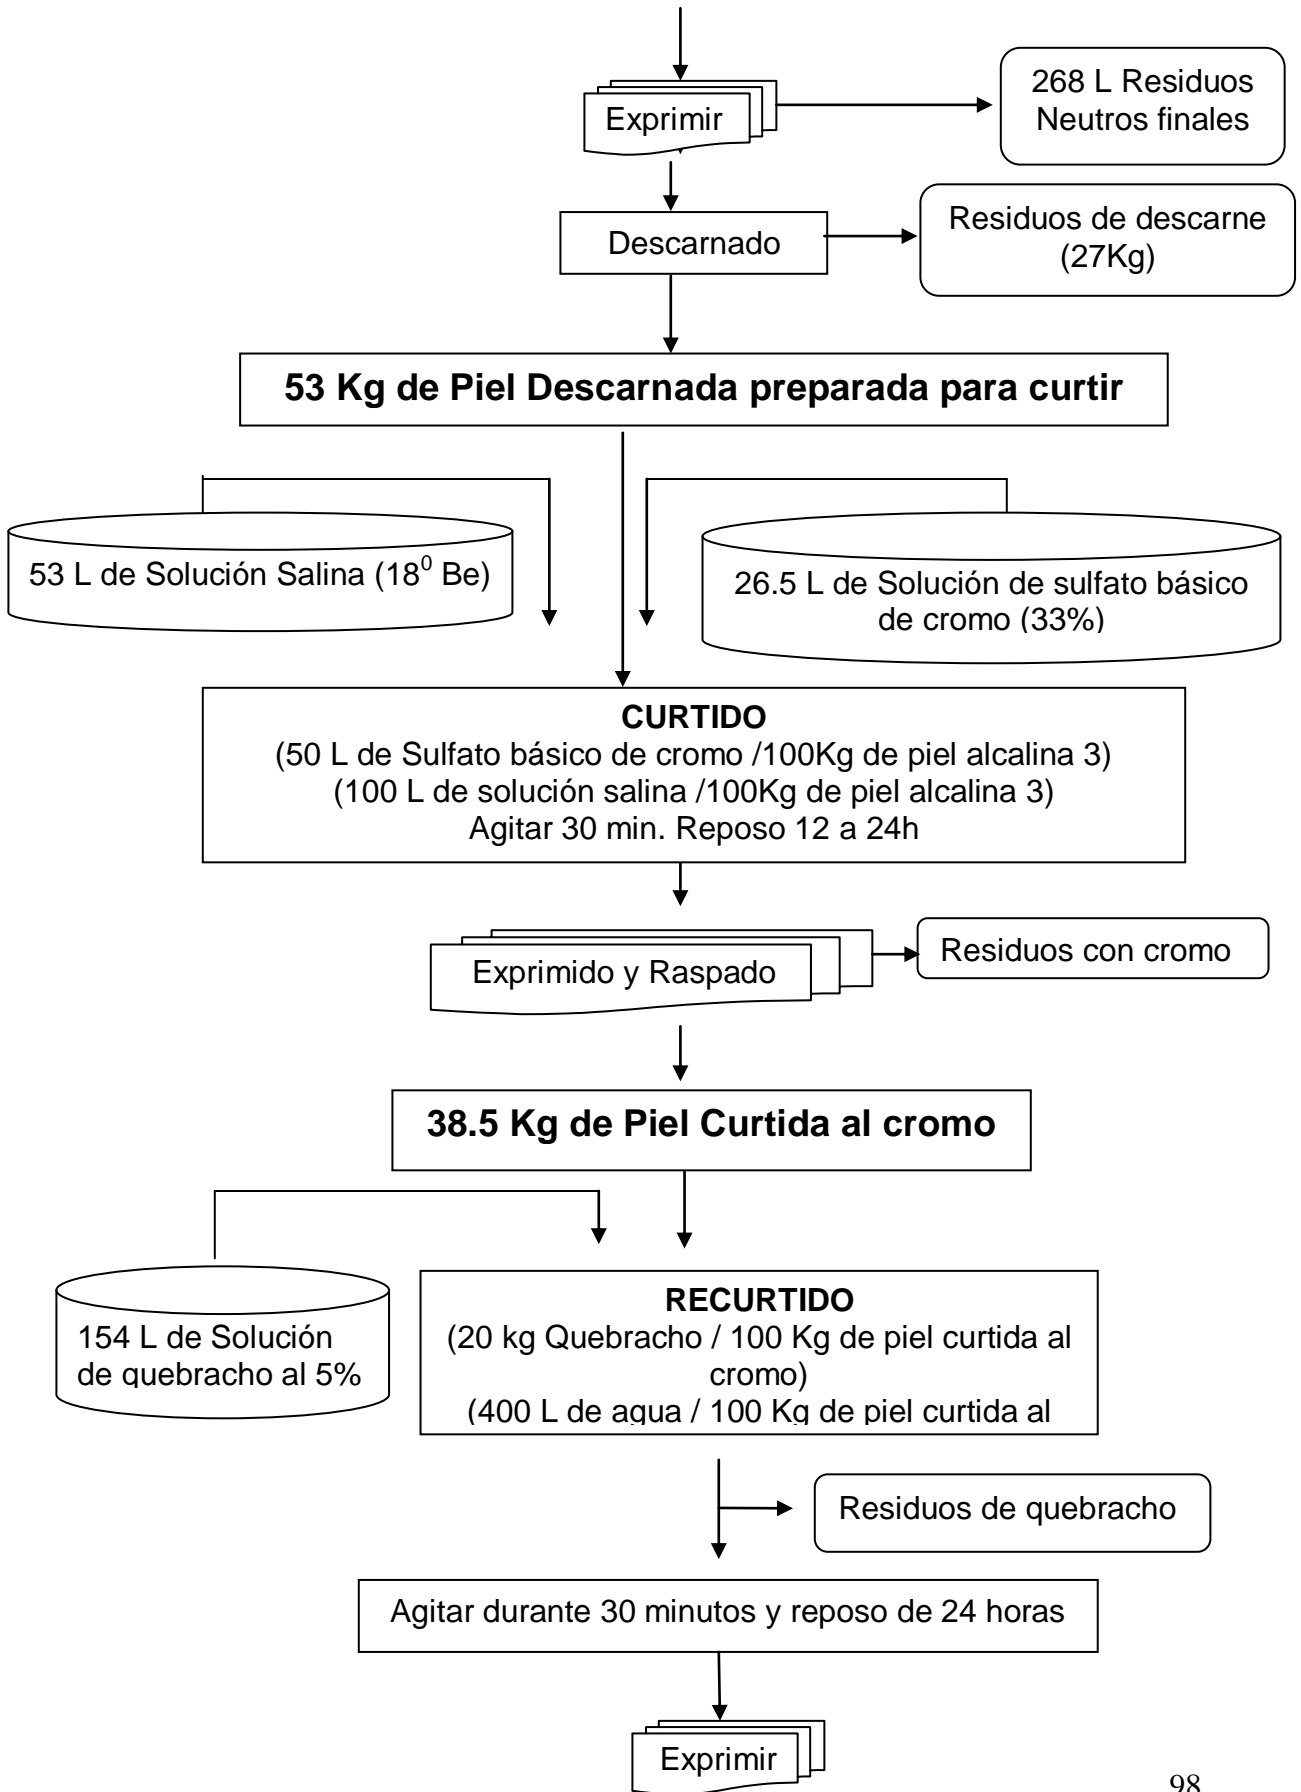 Exprimir
268 L Residuos
Neutros finales
Descarnado
Residuos de descarne
(27Kg)
53 Kg de Piel Descarnada preparada para curtir
53 L de Solución Salina (18⁰ Be)
26.5 L de Solución de sulfato básico
de cromo (33%)
CURTIDO
(50 L de Sulfato básico de cromo /100Kg de piel alcalina 3)
(100 L de solución salina /100Kg de piel alcalina 3)
Agitar 30 min. Reposo 12 a 24h
Exprimido y Raspado
Residuos con cromo
38.5 Kg de Piel Curtida al cromo
154 L de Solución
de quebracho al 5%
RECURTIDO
(20 kg Quebracho / 100 Kg de piel curtida al
cromo)
(400 L de agua / 100 Kg de piel curtida al
Residuos de quebracho
Agitar durante 30 minutos y reposo de 24 horas
Exprimir
98